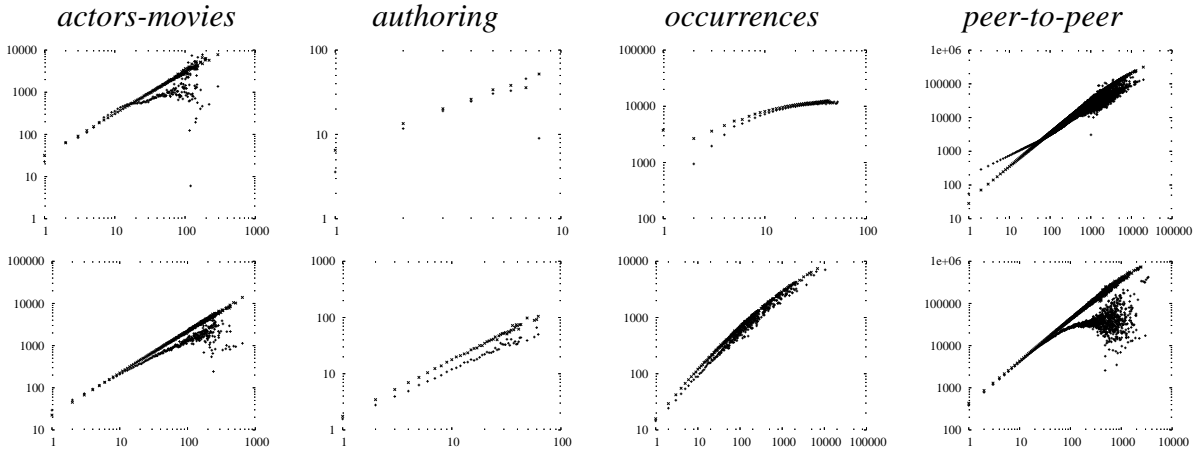 actors-movies authoring occurrences peer-to-peer
10000 100 100000 1e+06
100000
1000 10000 10000
100 10 1000
1000
10 100
1 1 100 10
1 10 100 1000 1 10 1 10 100 1 10 100 1000 10000 100000
100000 1000 10000 1e+06
10000 100000
100 1000
1000 10000
10 100
100 1000
10 1 10 100
1 10 100 1000 1 10 100 1 10 100 1000 10000 100000 1 10 100 1000 10000